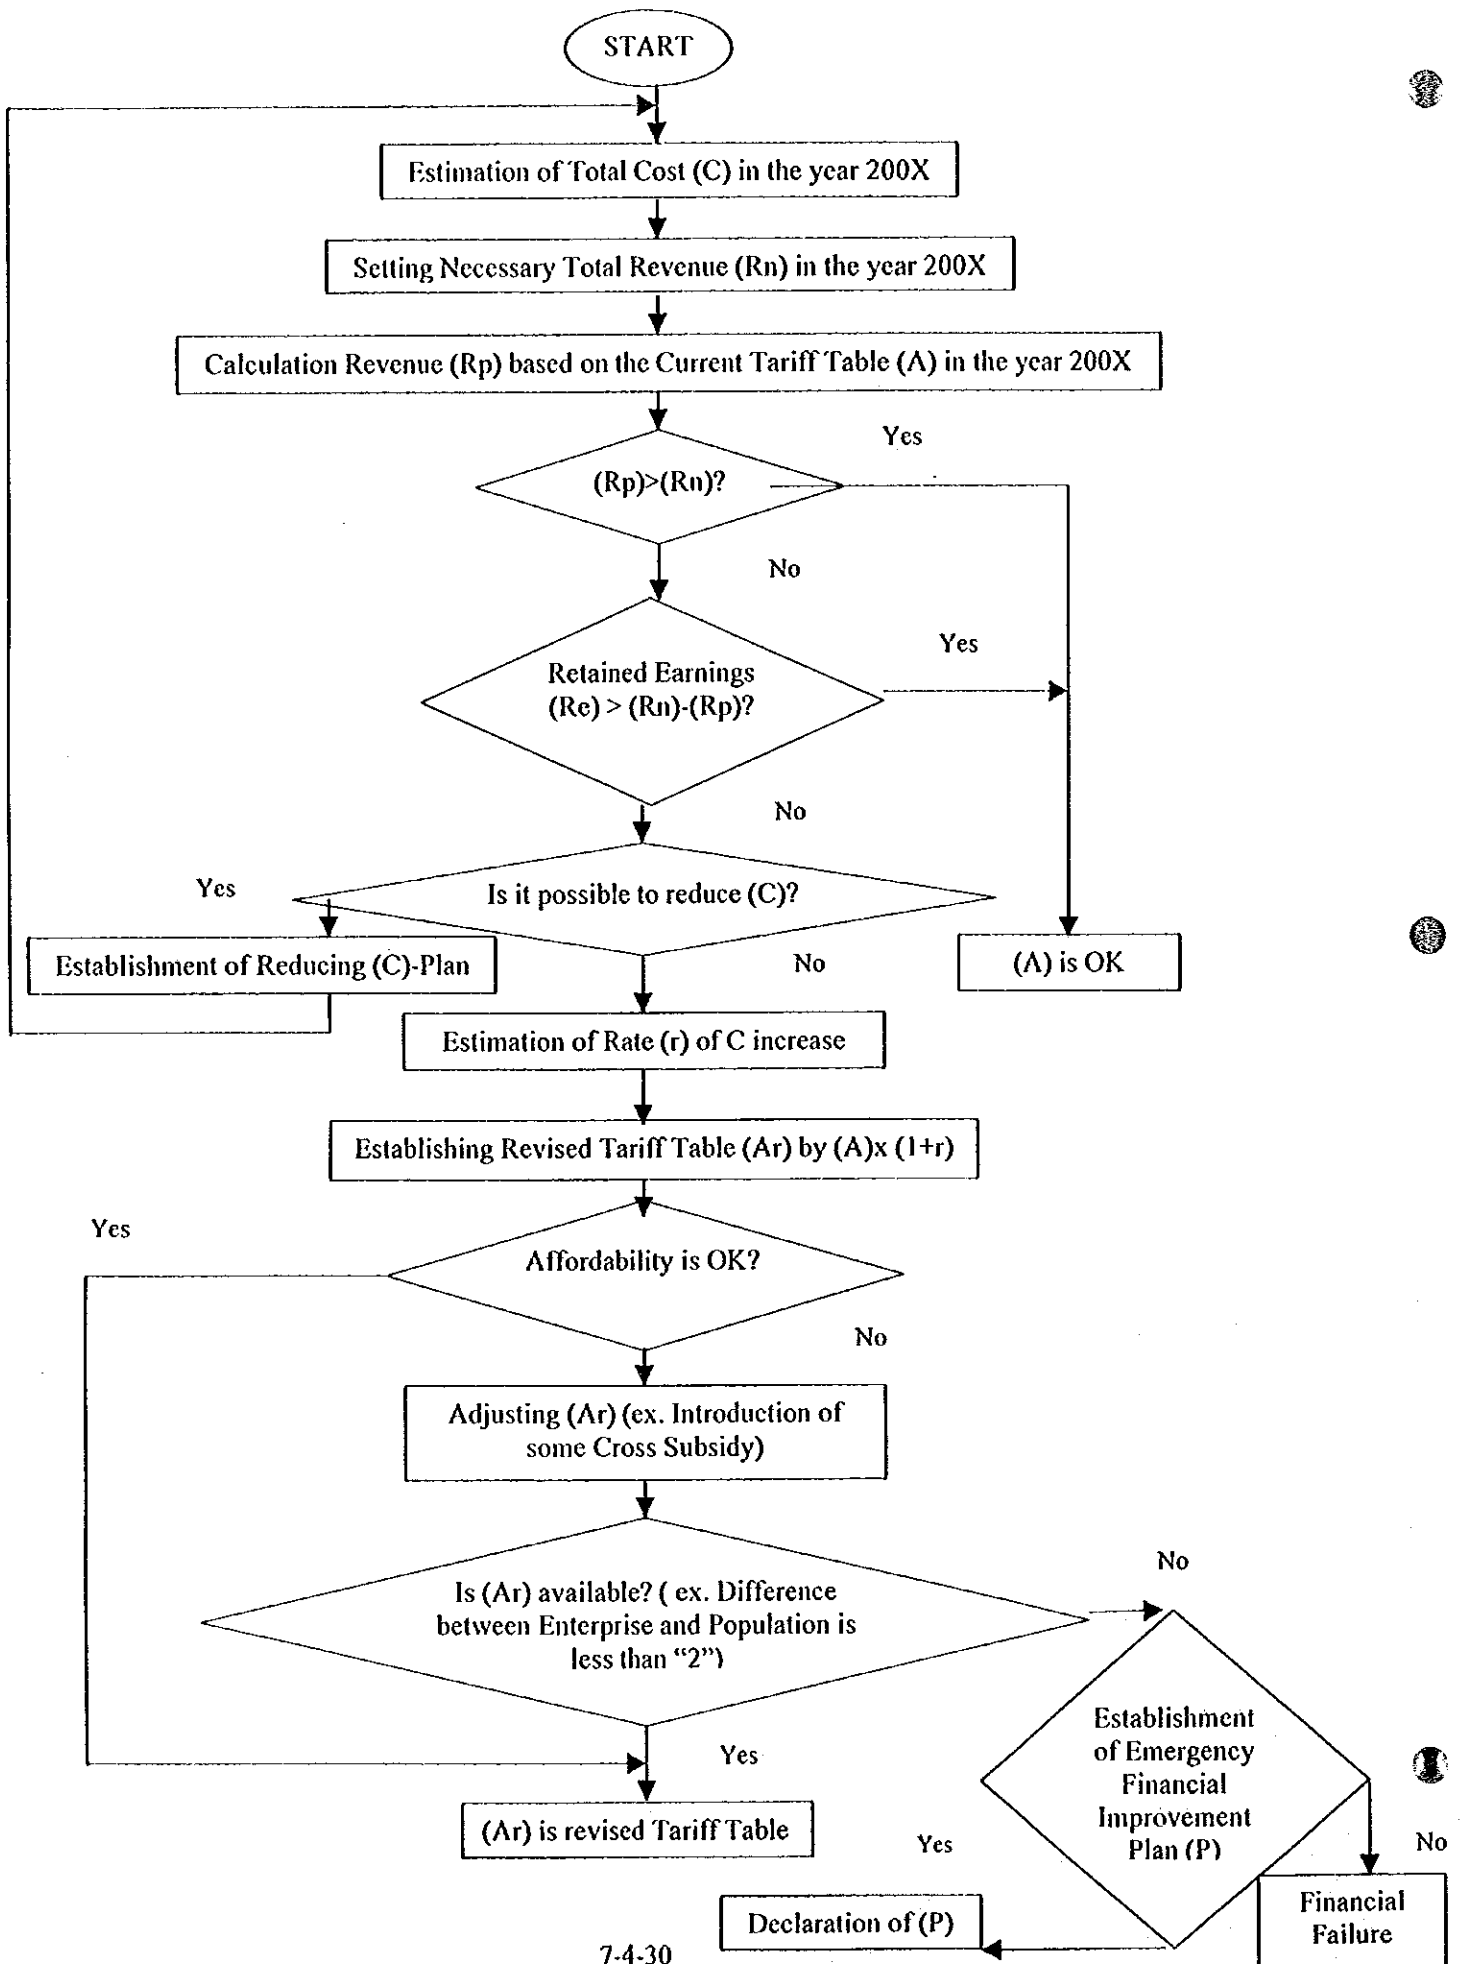 START
Estimation of Total Cost (C) in the year 200X
Setting Necessary Total Revenue (Rn) in the year 200X
Calculation Revenue (Rp) based on the Current Tariff Table (A) in the year 200X
Yes
(Rp)>(Rn)?
No
Yes
Retained Earnings
(Re) > (Rn)-(Rp)?
No
Yes
Is it possible to reduce (C)?
Establishment of Reducing (C)-Plan
No
(A) is OK
Estimation of Rate (r) of C increase
Establishing Revised Tariff Table (Ar) by (A)x (1+r)
Yes
Affordability is OK?
No
Adjusting (Ar) (ex. Introduction of
some Cross Subsidy)
No
Is (Ar) available? ( ex. Difference
between Enterprise and Population is
less than “2”)
Establishment
of Emergency
Financial
Improvement
Plan (P)
Yes
(Ar) is revised Tariff Table
Yes
No
Financial
Failure
Declaration of (P)
7-4-30